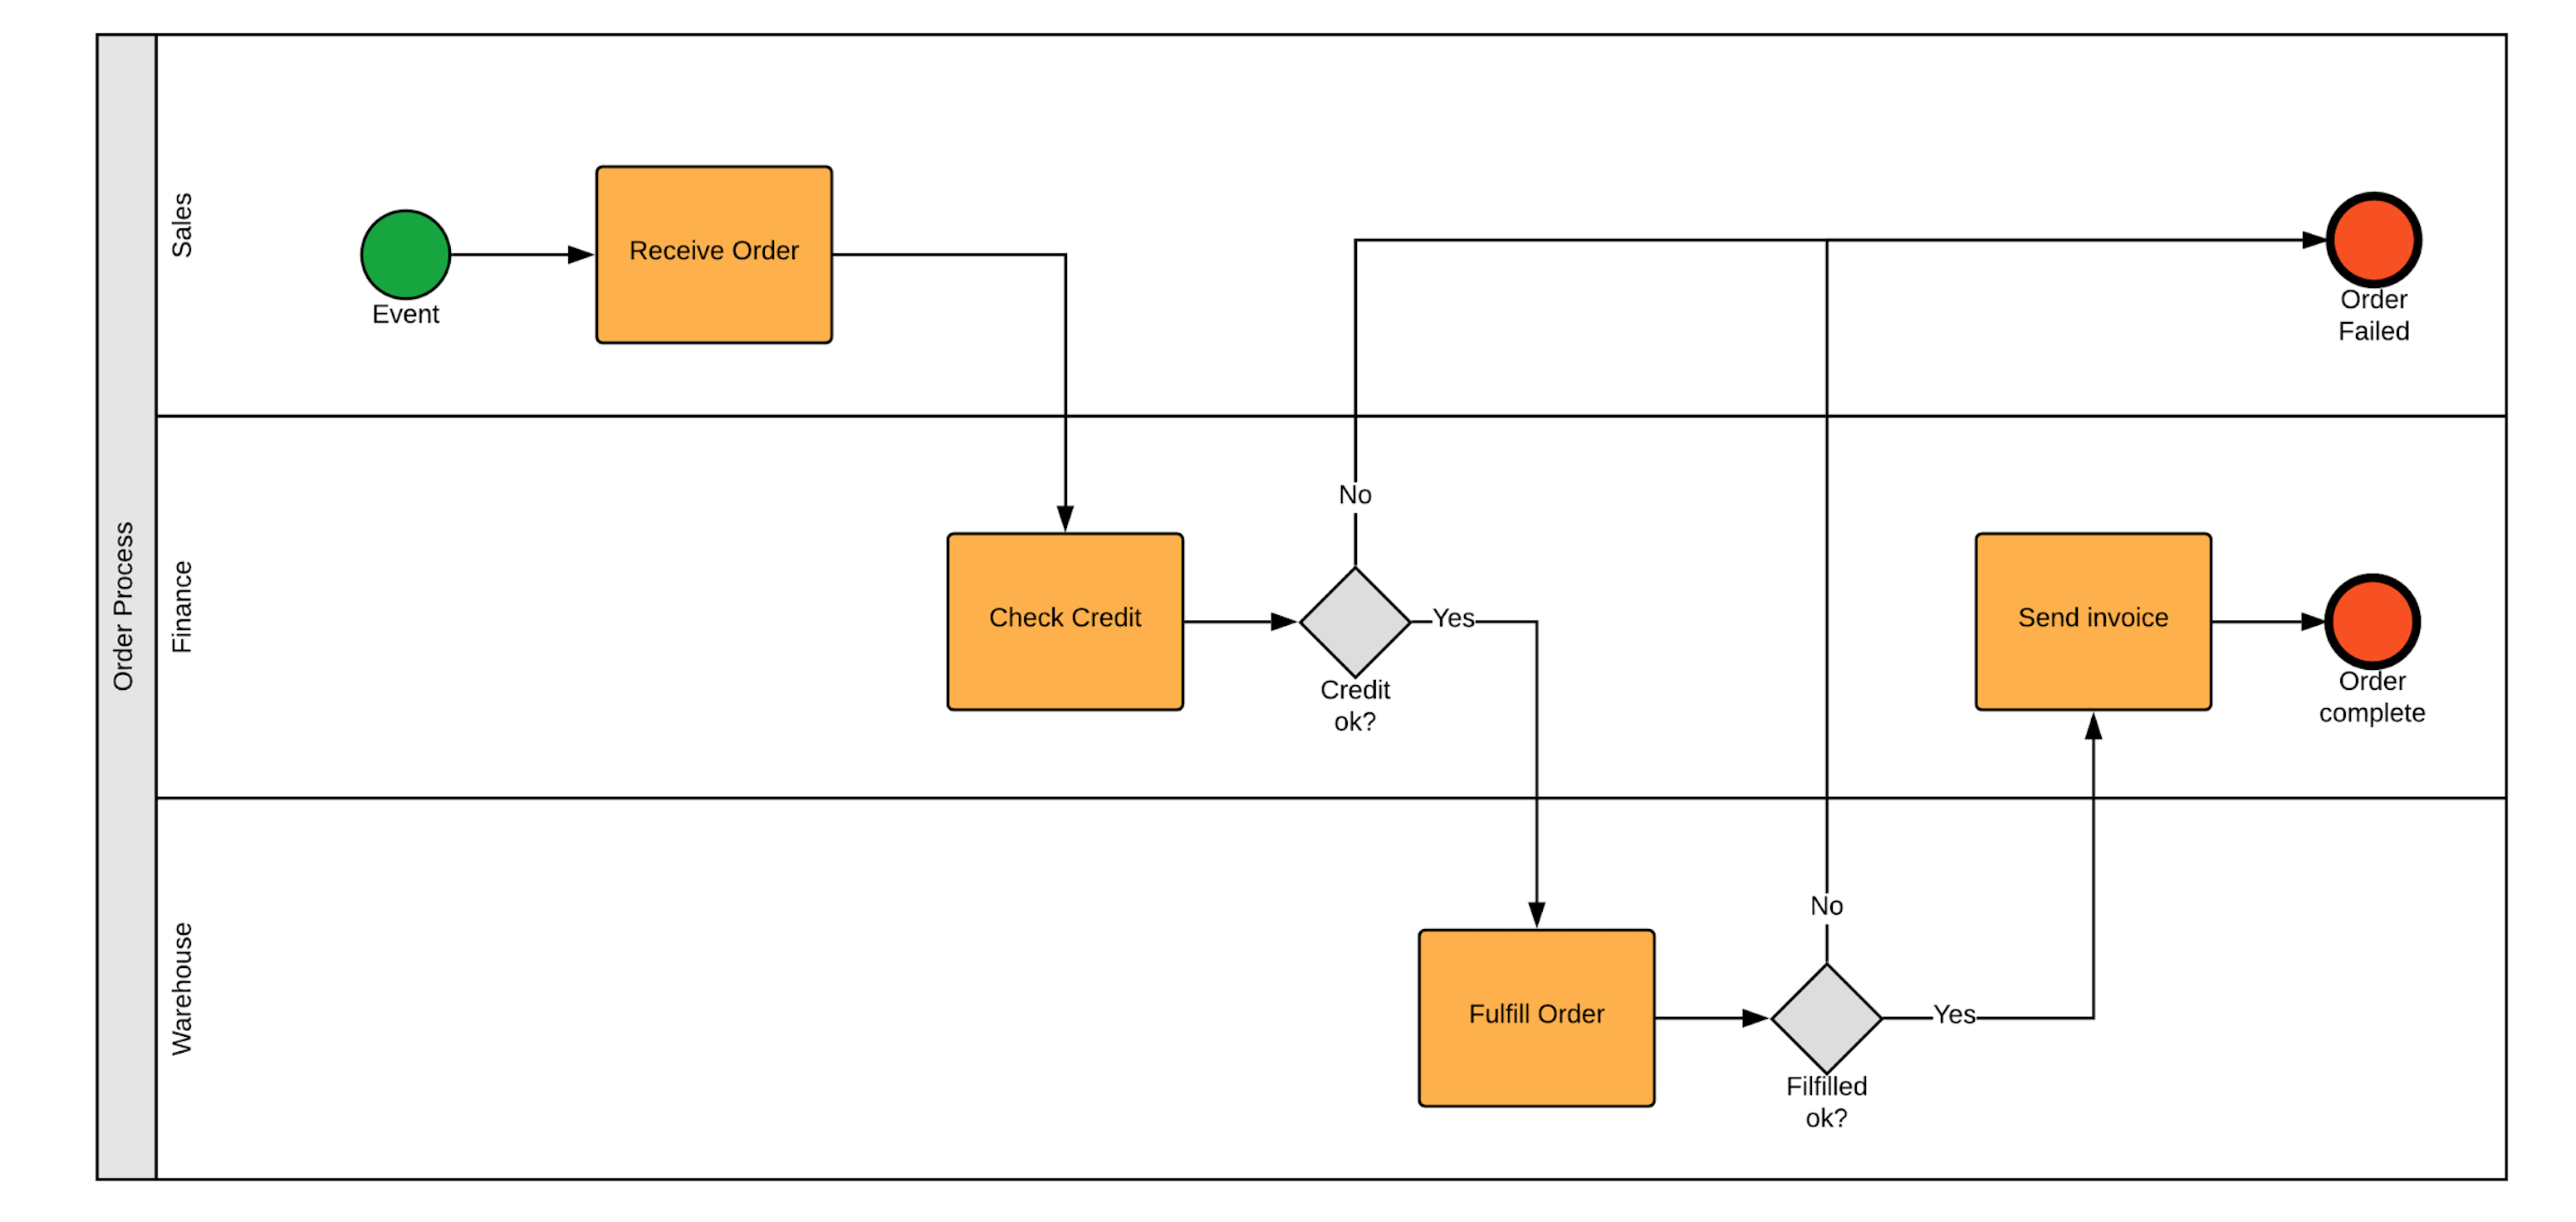 Order Process
Sales
Event
Receive Order
Order
Failed
Finance
Check Credit
No
Credit
ok?
Yes
Send invoice
Order
complete
Warehouse
Fulfill Order
No
Filfilled
ok?
Yes